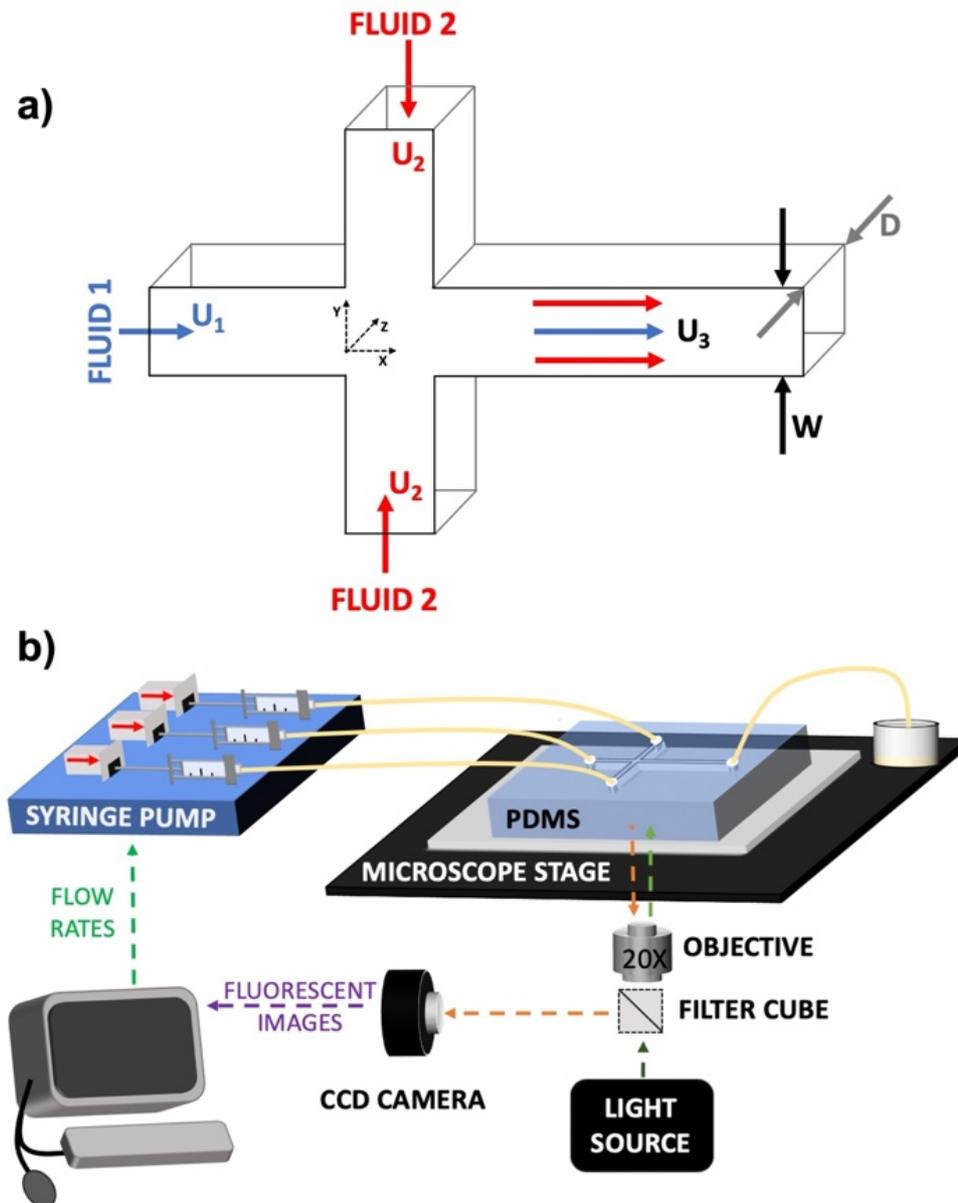 a)
FLUID 2
U₂
D
FLUID 1
U₁
Y
Z
X
U₃
W
U₂
FLUID 2
b)
SYRINGE PUMP
PDMS
MICROSCOPE STAGE
FLOW
RATES
20X
OBJECTIVE
FLUORESCENT
IMAGES
FILTER CUBE
CCD CAMERA
LIGHT
SOURCE